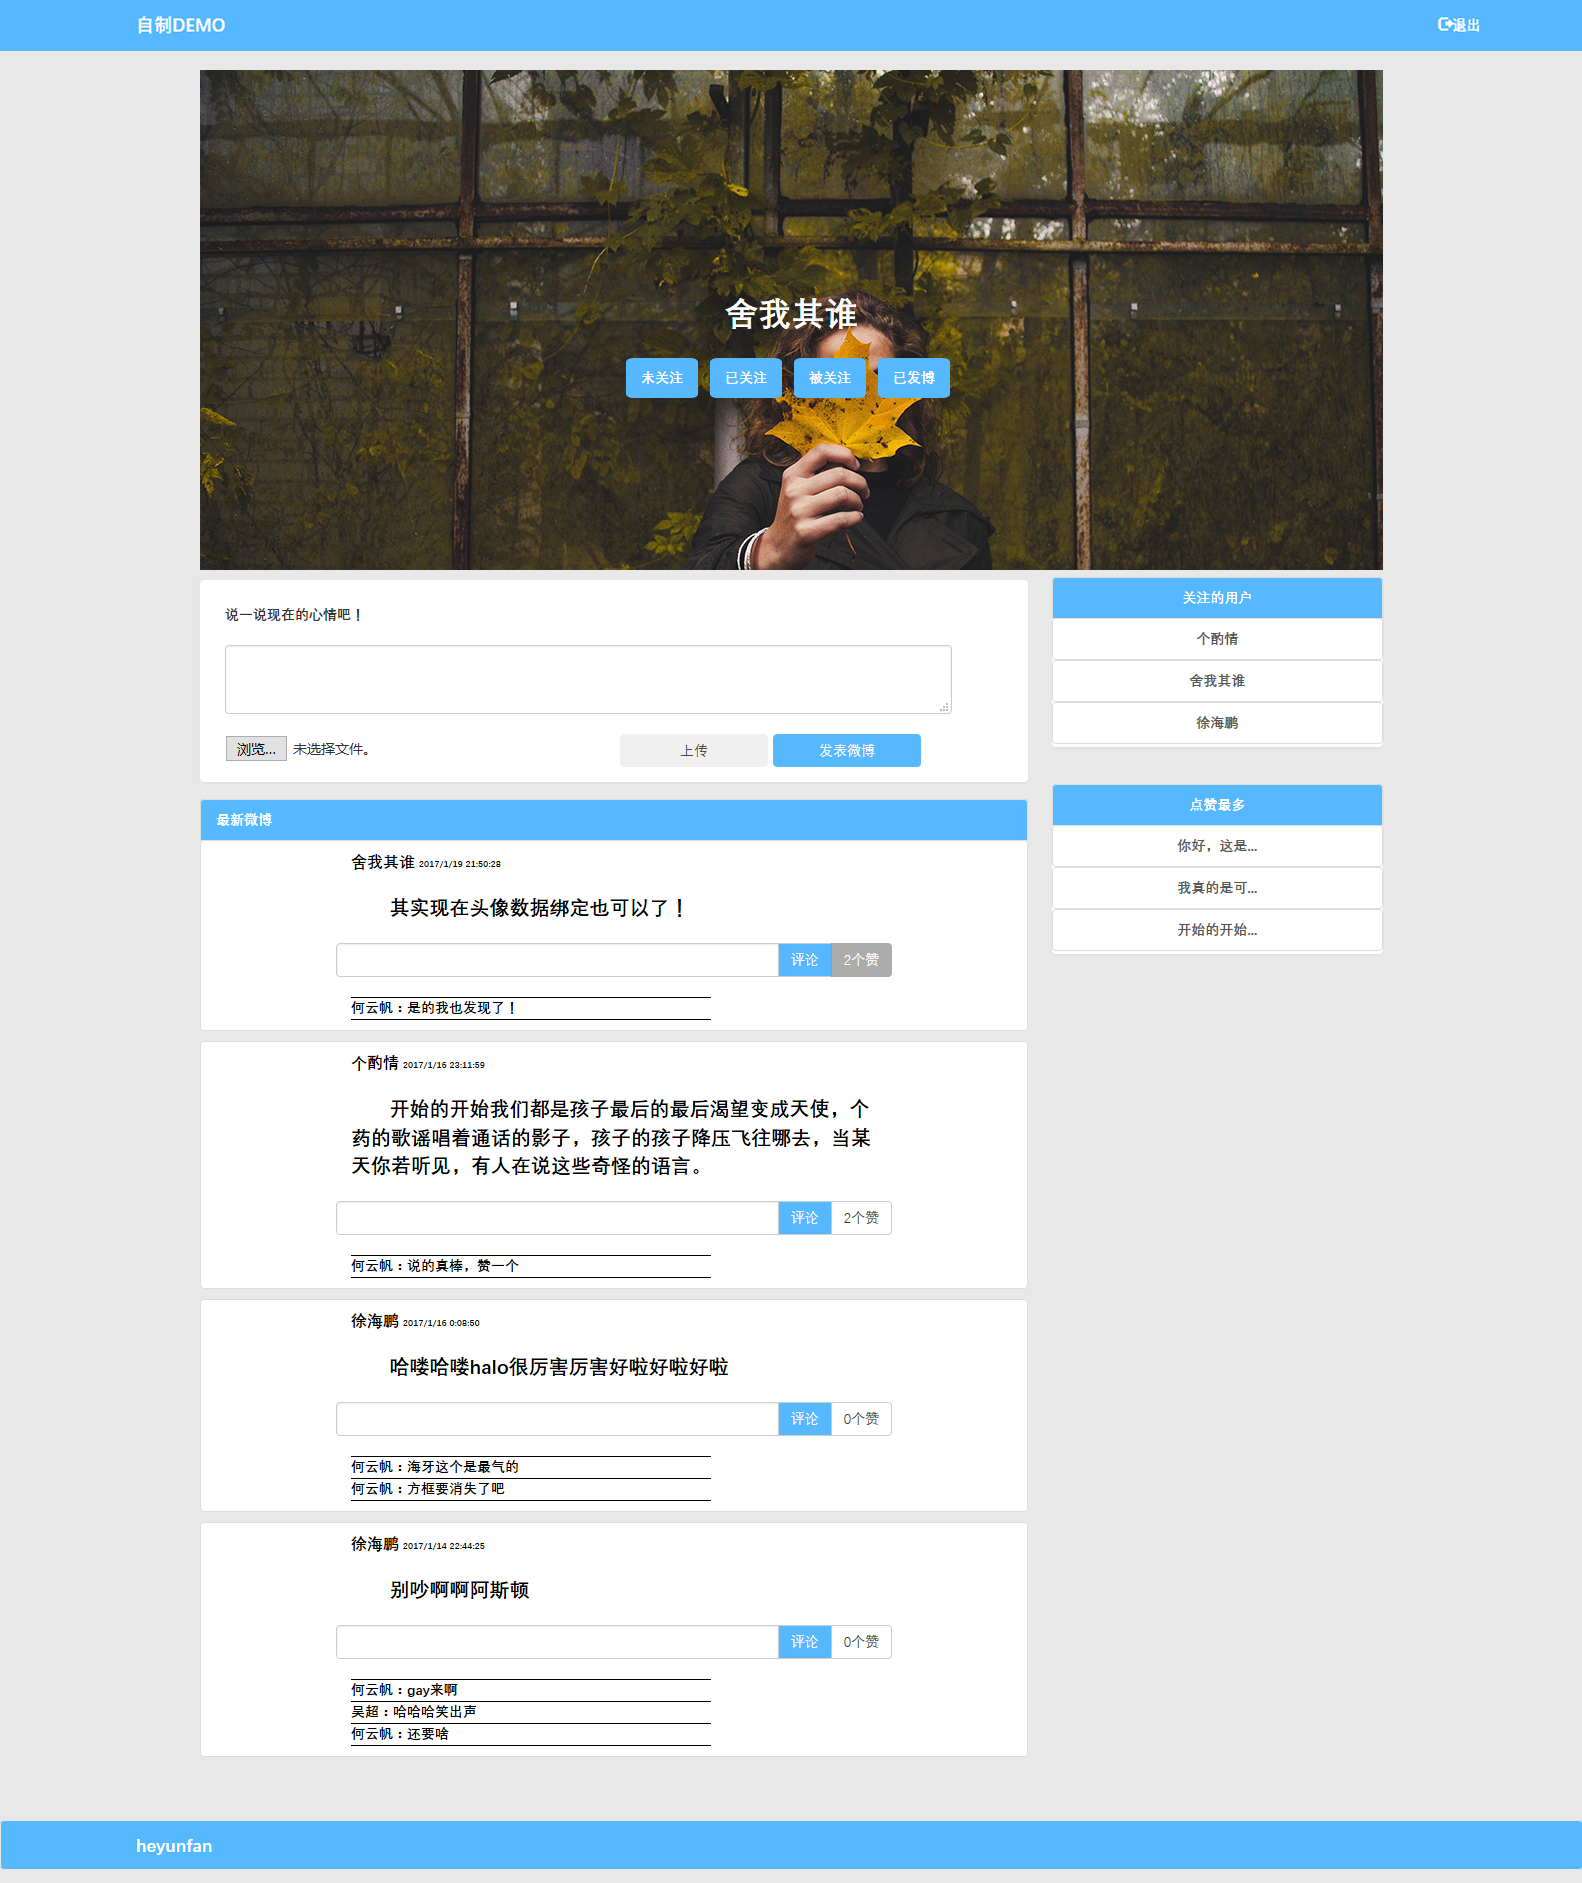 自制DEMO
退出
舍我其谁
未关注 已关注 被关注 已发博
说一说现在的心情吧！
浏览... 未选择文件。
上传
发表微博
最新微博
舍我其谁 2017/1/19 21:50:28
其实现在头像数据绑定也可以了！
评论 2个赞
何云帆：是的我也发现了！
个酌情 2017/1/16 23:11:59
开始的开始我们都是孩子最后的最后渴望变成天使，个
药的歌谣唱着通话的影子，孩子的孩子降压飞往哪去，当某
天你若听见，有人在说这些奇怪的语言。
评论 2个赞
何云帆：说的真棒，赞一个
徐海鹏 2017/1/16 0:08:50
哈喽哈喽halo很厉害厉害好啦好啦好啦
评论 0个赞
何云帆：海牙这个是最气的
何云帆：方框要消失了吧
徐海鹏 2017/1/14 22:44:25
别吵啊啊阿斯顿
评论 0个赞
何云帆：gay来啊
吴超：哈哈哈笑出声
何云帆：还要啥
关注的用户
个酌情
舍我其谁
徐海鹏
点赞最多
你好，这是...
我真的是可...
开始的开始...
heyunfan